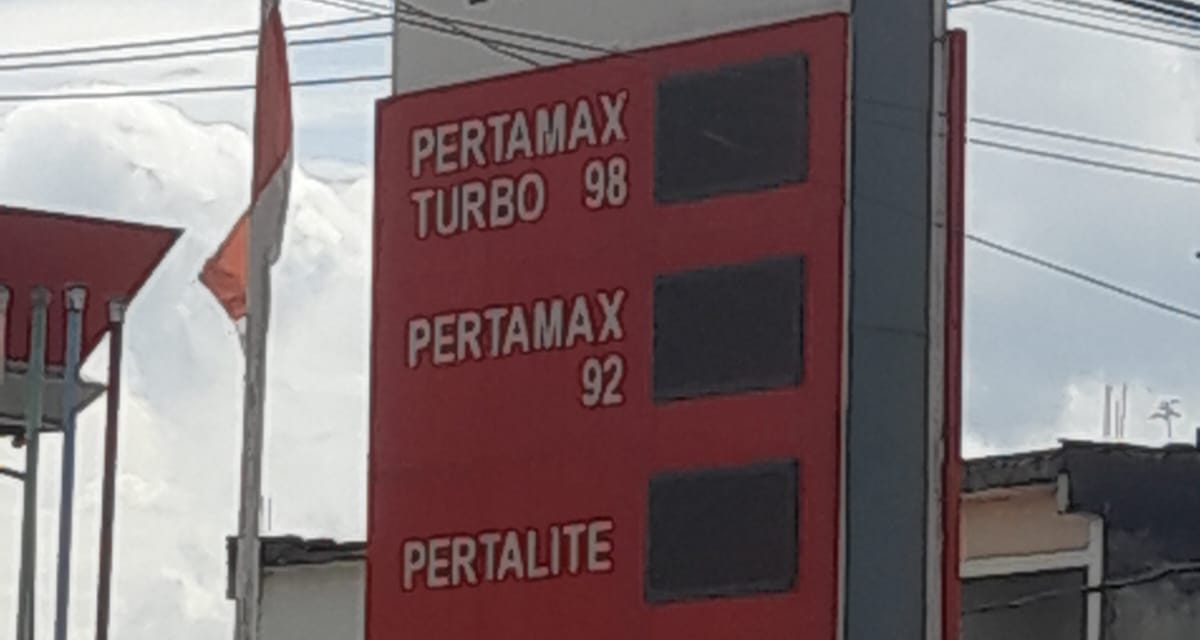 PERTAMAX
TURBO 98
PERTAMAX
92
PERTALITE